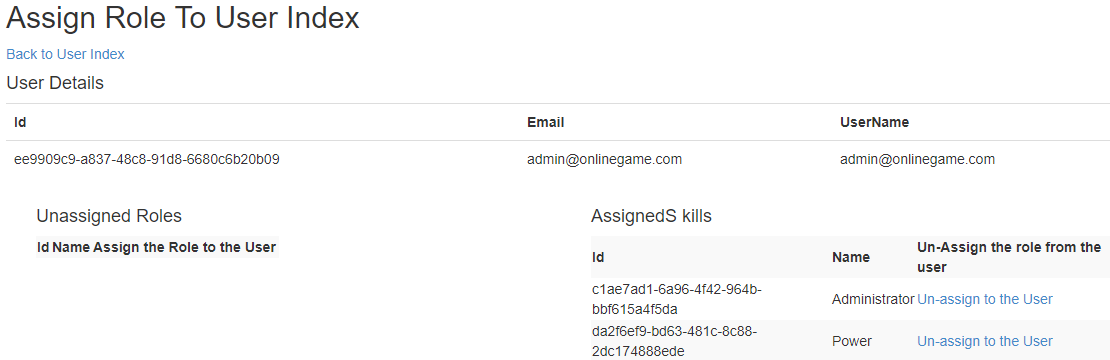 Assign Role To User Index
Back to User Index
User Details
Id Email UserName
ee9909c9-a837-48c8-91d8-6680c6b20b09 admin@onlinegame.com admin@onlinegame.com
Unassigned Roles
Id Name Assign the Role to the User
AssignedS kills
Id Name Un-Assign the role from the
user
c1ae7ad1-6a96-4f42-964b-
bbf615a4f5da
Administrator Un-assign to the User
da2f6ef9-bd63-481c-8c88-
2dc174888ede
Power Un-assign to the User